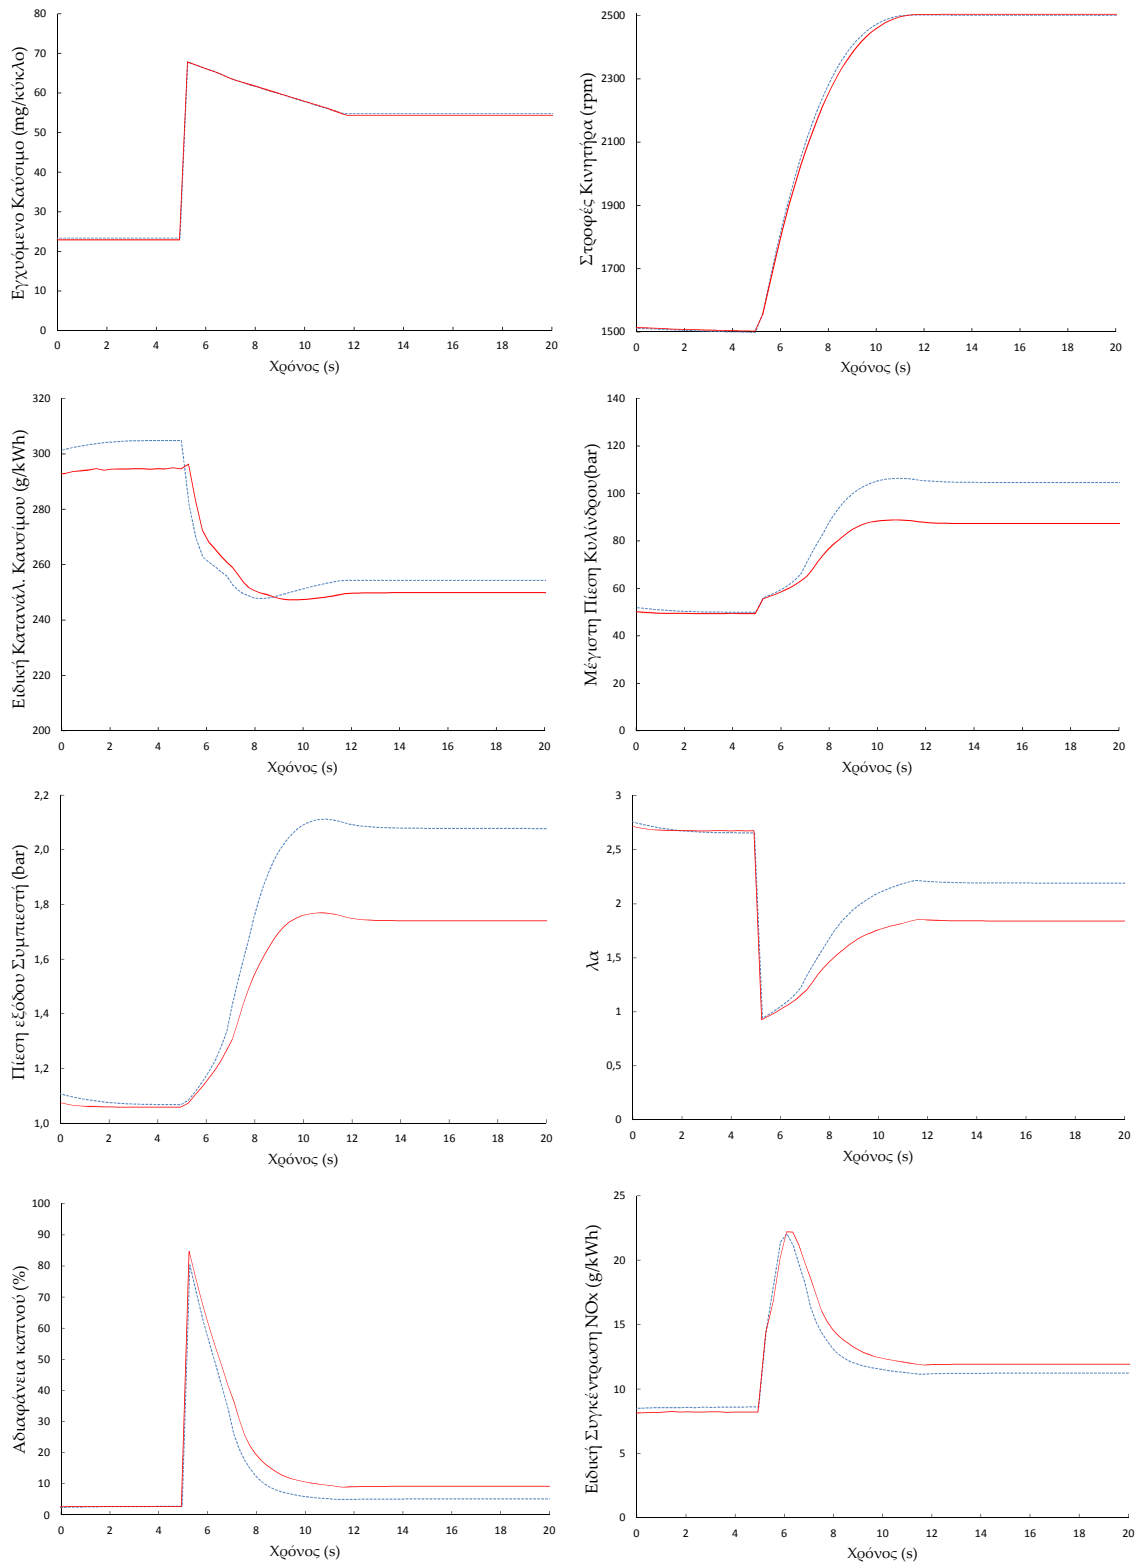 Εγχυόμενο Καύσιμο (mg/κύκλο)
80
70
60
50
40
30
20
10
0
0 2 4 6 8 10 12 14 16 18 20
Χρόνος (s)
Στροφές Κινητήρα (rpm)
2500
2300
2100
1900
1700
1500
0 2 4 6 8 10 12 14 16 18 20
Χρόνος (s)
Ειδική Κατανάλ. Καυσίμου (g/kWh)
320
300
280
260
240
220
200
0 2 4 6 8 10 12 14 16 18 20
Χρόνος (s)
Μέγιστη Πίεση Κυλίνδρου(bar)
140
120
100
80
60
40
20
0
0 2 4 6 8 10 12 14 16 18 20
Χρόνος (s)
Πίεση εξόδου Συμπιεστή (bar)
2,2
2,0
1,8
1,6
1,4
1,2
1,0
0 2 4 6 8 10 12 14 16 18 20
Χρόνος (s)
λα
3
2,5
2
1,5
1
0,5
0
0 2 4 6 8 10 12 14 16 18 20
Χρόνος (s)
Αδιαφάνεια καπνού (%)
100
90
80
70
60
50
40
30
20
10
0
0 2 4 6 8 10 12 14 16 18 20
Χρόνος (s)
Ειδική Συγκέντρωση NOx (g/kWh)
25
20
15
10
5
0
0 2 4 6 8 10 12 14 16 18 20
Χρόνος (s)